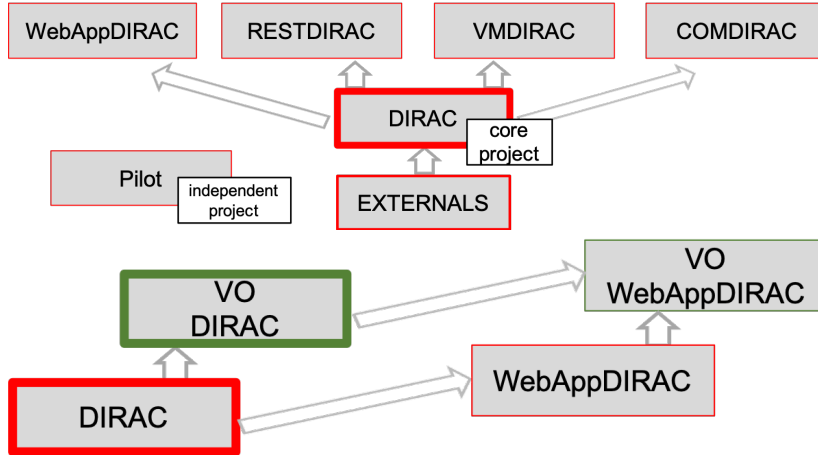 WebAppDIRAC
RESTDIRAC
VMDIRAC
COMDIRAC
DIRAC
core
project
Pilot
independent
project
EXTERNALS
VO
DIRAC
VO
WebAppDIRAC
DIRAC
WebAppDIRAC